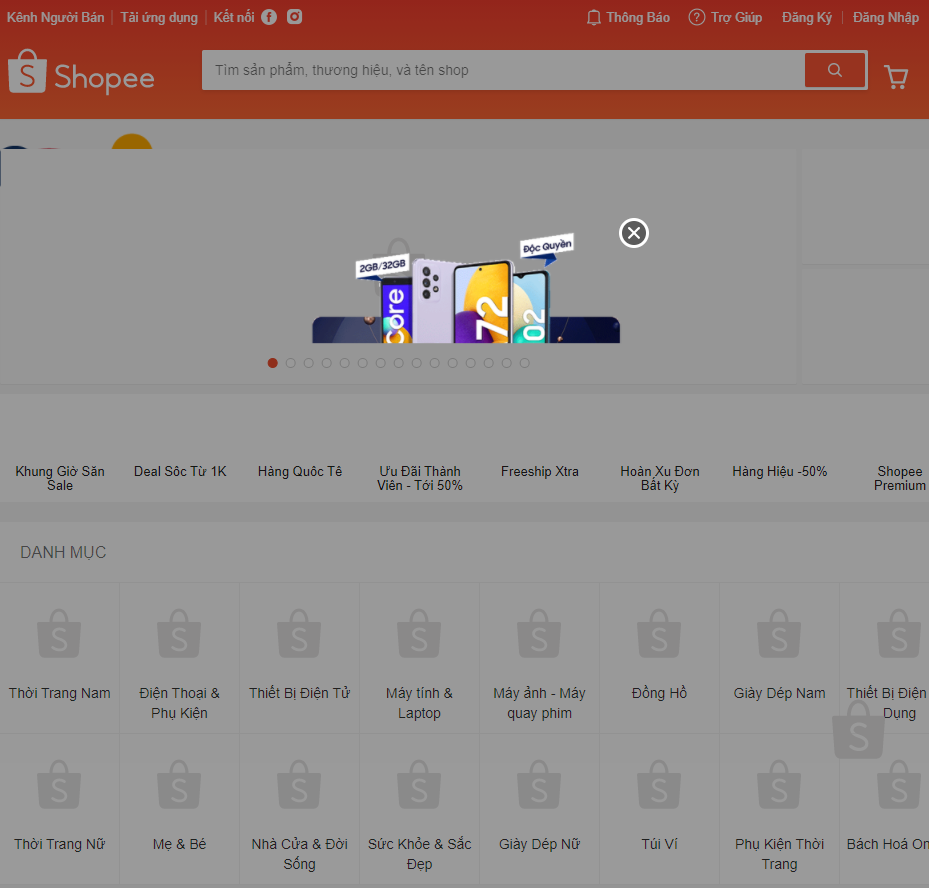 Kênh Người Bán Tải ứng dụng Kết nối
Thông Báo Trợ Giúp Đăng Ký Đăng Nhập
Shopee
Tìm sản phẩm, thương hiệu, và tên shop
Độc Quyền
2GB/32GB
core
72
02
Khung Giờ Săn
Sale
Deal Sốc Từ 1K
Hàng Quốc Tế
Ưu Đãi Thành
Viên - Tới 50%
Freeship Xtra
Hoàn Xu Đơn
Bất Kỳ
Hàng Hiệu -50%
Shopee
Premium
DANH MỤC
Thời Trang Nam
Điện Thoại &
Phụ Kiện
Thiết Bị Điện Tử
Máy tính &
Laptop
Máy ảnh - Máy
quay phim
Đồng Hồ
Giày Dép Nam
Thiết Bị Điện
Dụng
Thời Trang Nữ
Mẹ & Bé
Nhà Cửa & Đời
Sống
Sức Khỏe & Sắc
Đẹp
Giày Dép Nữ
Túi Ví
Phụ Kiện Thời
Trang
Bách Hoá On